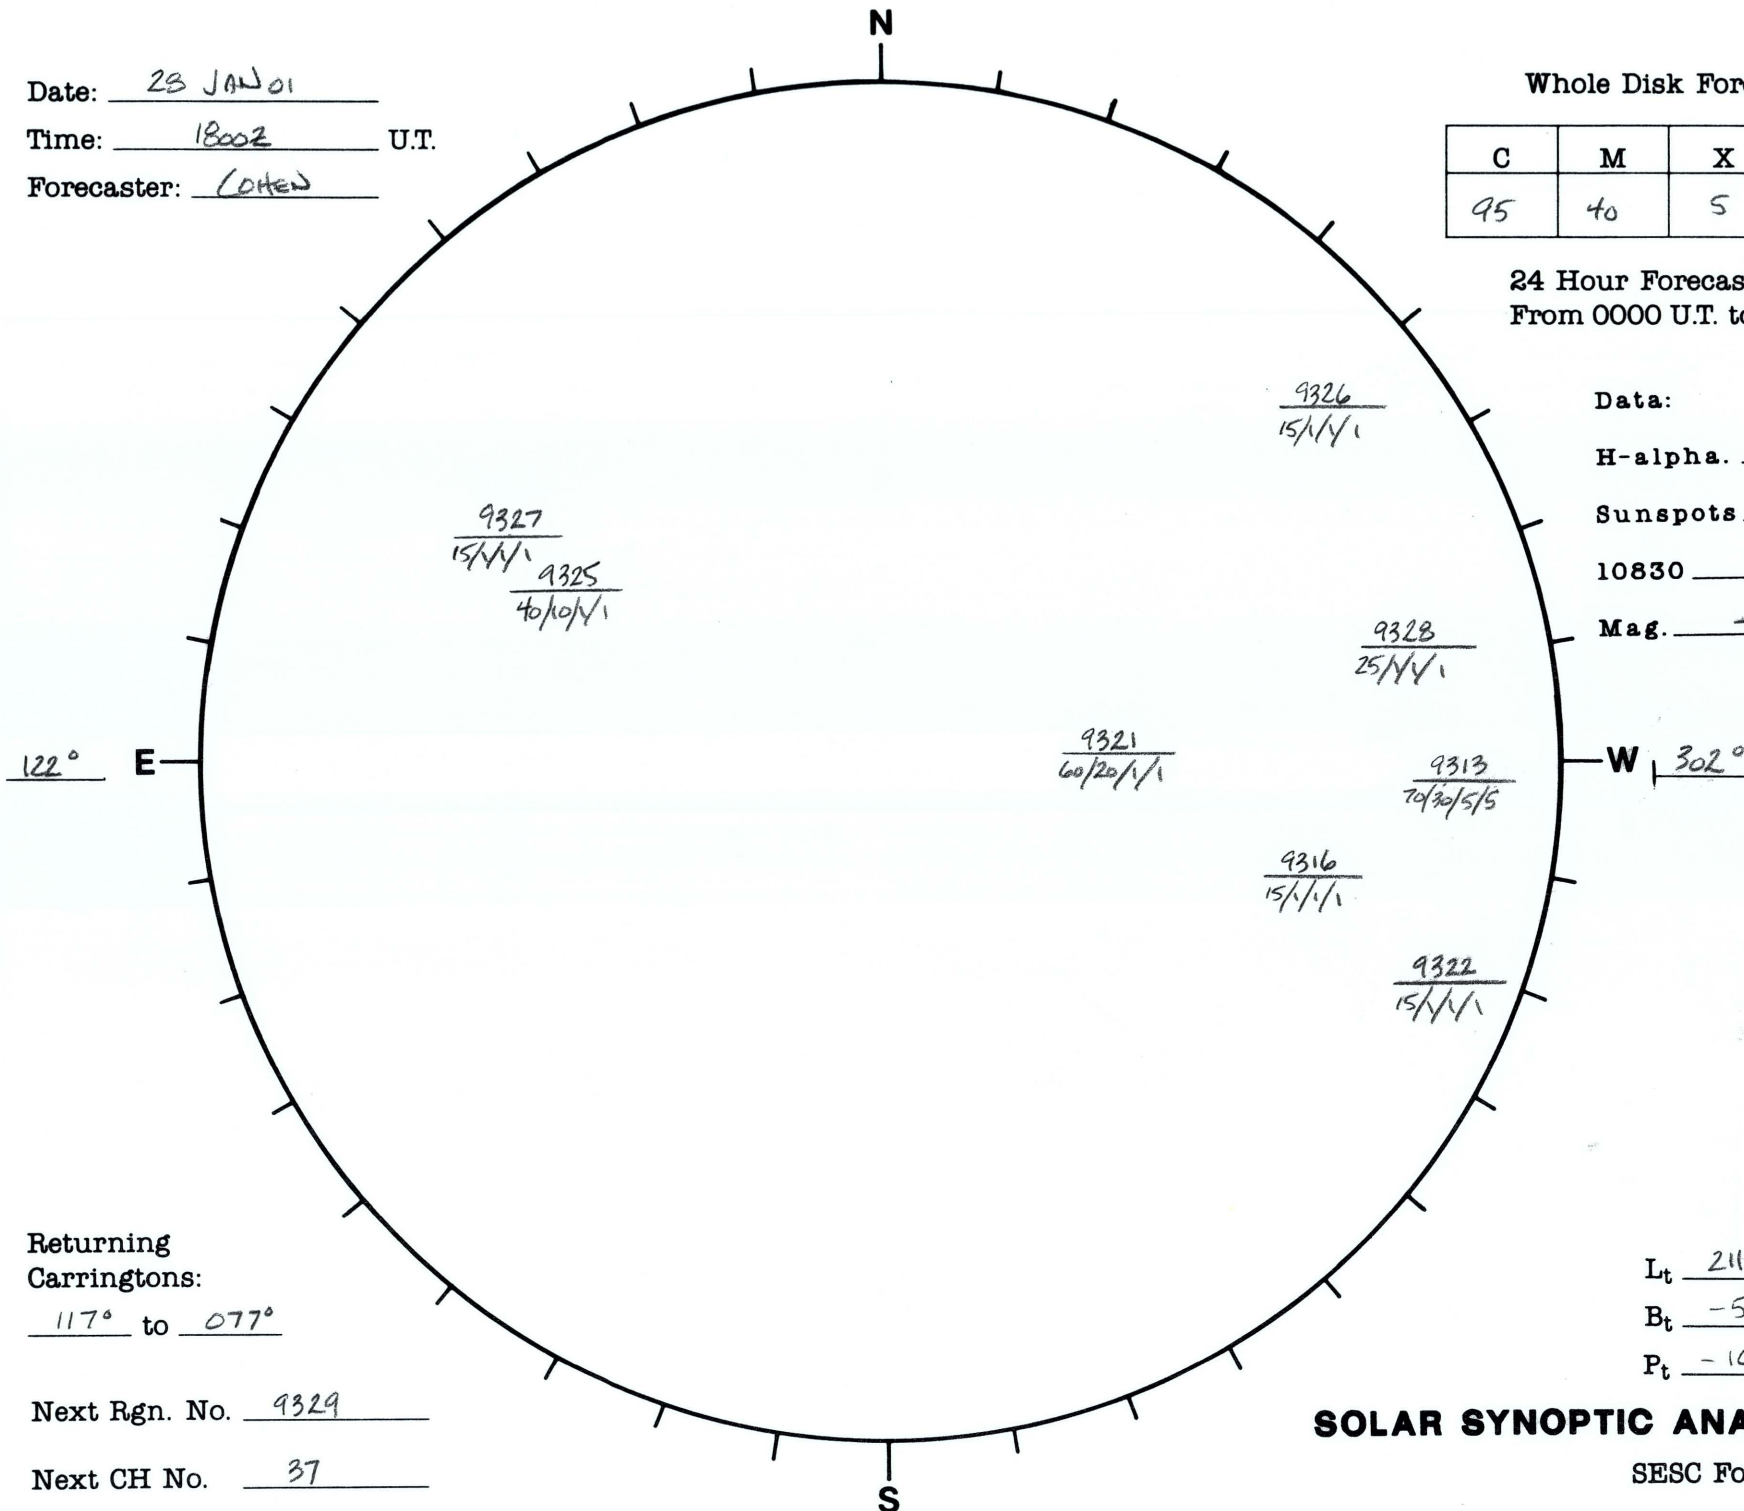 N
Date: 28 JAN 01
Time: 1800Z U.T.
Forecaster: COHEN
Whole Disk For
C M X
95 40 5
24 Hour Forecas
From 0000 U.T. to
Data:
H-alpha.
Sunspots
10830
Mag.
9326
15/1/1/1
9327
15/1/1/1
9325
40/10/1/1
9328
25/1/1/1
9321
60/20/1/1
122° E
W 302°
9313
70/30/5/5
9316
15/1/1/1
9322
15/1/1/1
Returning
Carringtons:
117° to 077°
Next Rgn. No. 9329
Next CH No. 37
Lt 211
Bt -5
Pt -10
SOLAR SYNOPTIC ANA
SESC Fo
S